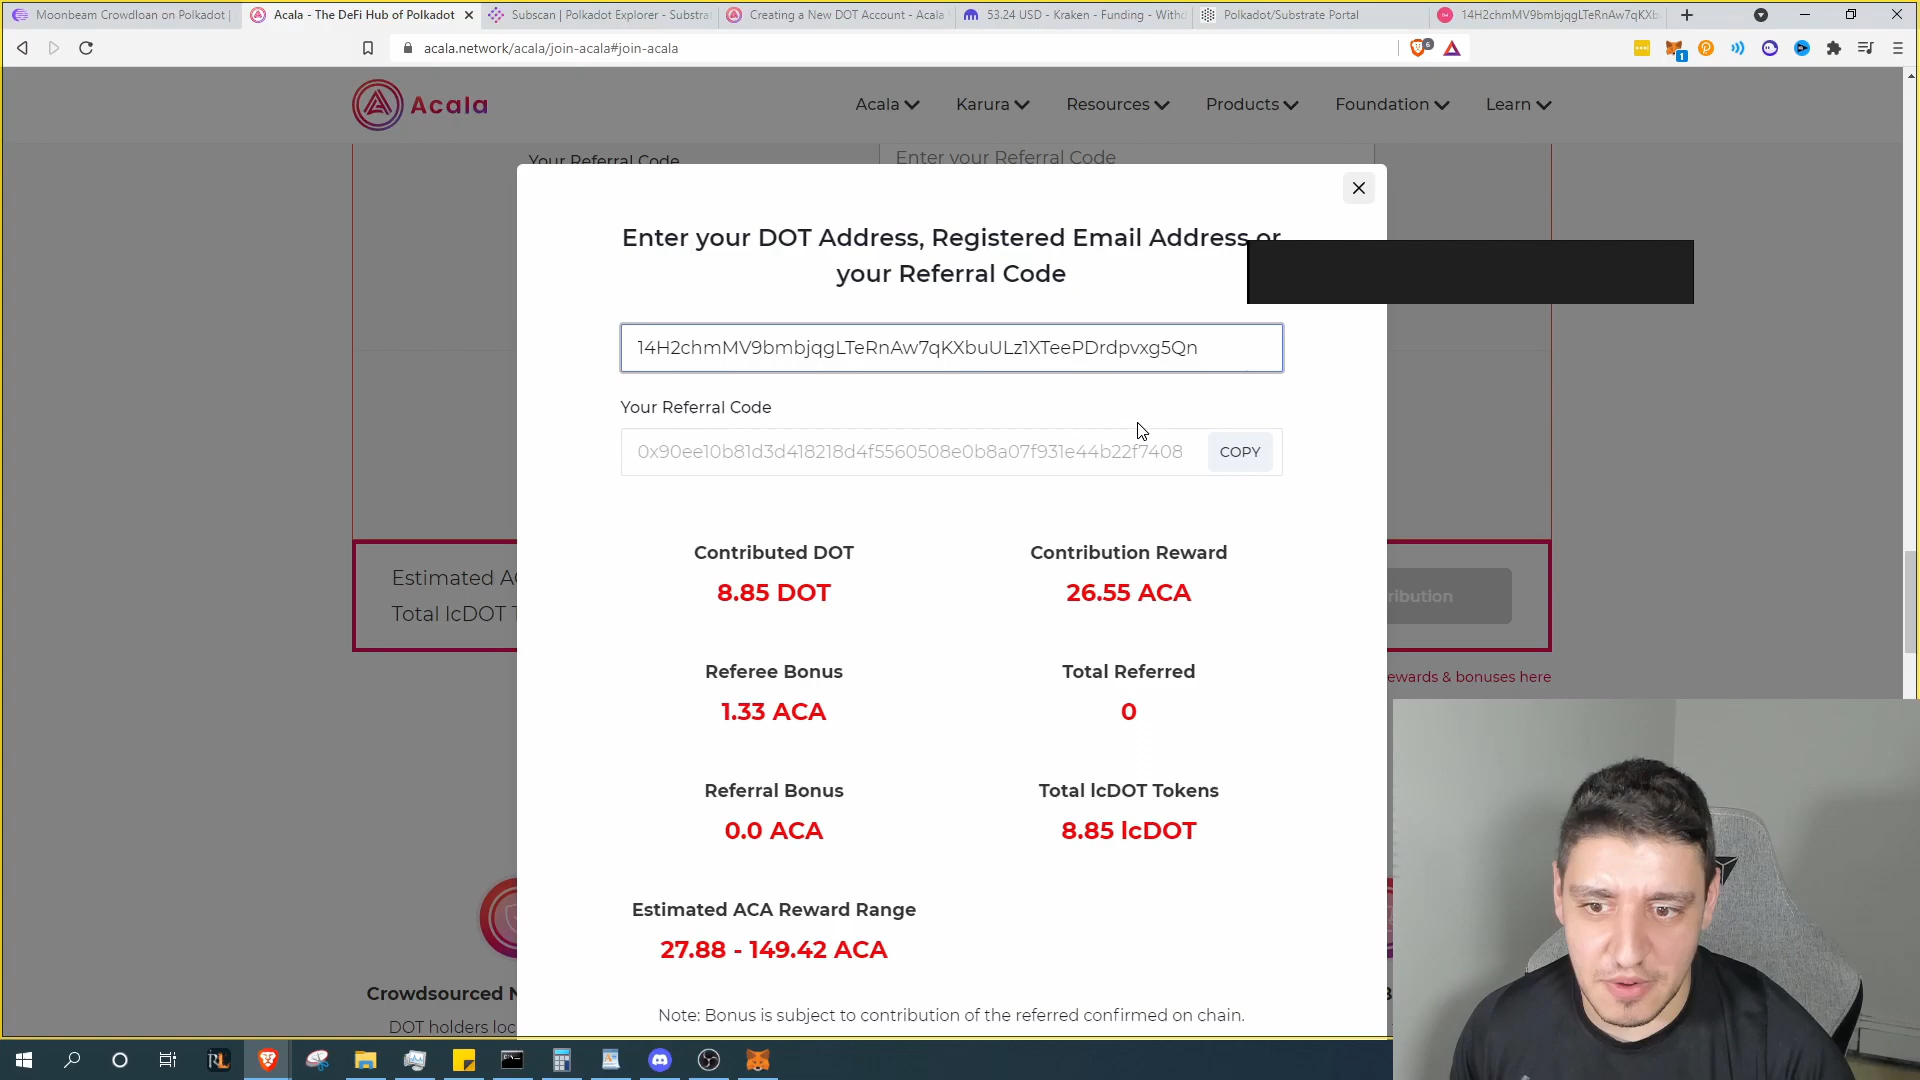 Moonbeam Crowdloan on Polkadot |
Acala - The DeFi Hub of Polkadot
Subscan | Polkadot Explorer - Substra
Creating a New DOT Account - Acala
53.24 USD - Kraken - Funding - Withd
Polkadot/Substrate Portal
14H2chmMV9bmbjqgLTeRnAw7qKXb
acala.network/acala/join-acala#join-acala
6
1
Acala
Acala
Karura
Resources
Products
Foundation
Learn
Your Referral Code
Enter your Referral Code
Enter your DOT Address, Registered Email Address or
your Referral Code
14H2chmMV9bmbjqgLTeRnAw7qKXbuULz1XTeePDrdpvxg5Qn
Your Referral Code
0x90ee10b81d3d418218d4f5560508e0b8a07f931e44b22f7408
COPY
Contributed DOT
Contribution Reward
8.85 DOT
26.55 ACA
Estimated AC
Total lcDOT T
ribution
Referee Bonus
Total Referred
ewards & bonuses here
1.33 ACA
0
Referral Bonus
Total lcDOT Tokens
0.0 ACA
8.85 lcDOT
Estimated ACA Reward Range
27.88 - 149.42 ACA
Crowdsourced N
Note: Bonus is subject to contribution of the referred confirmed on chain.
DOT holders loc
RL